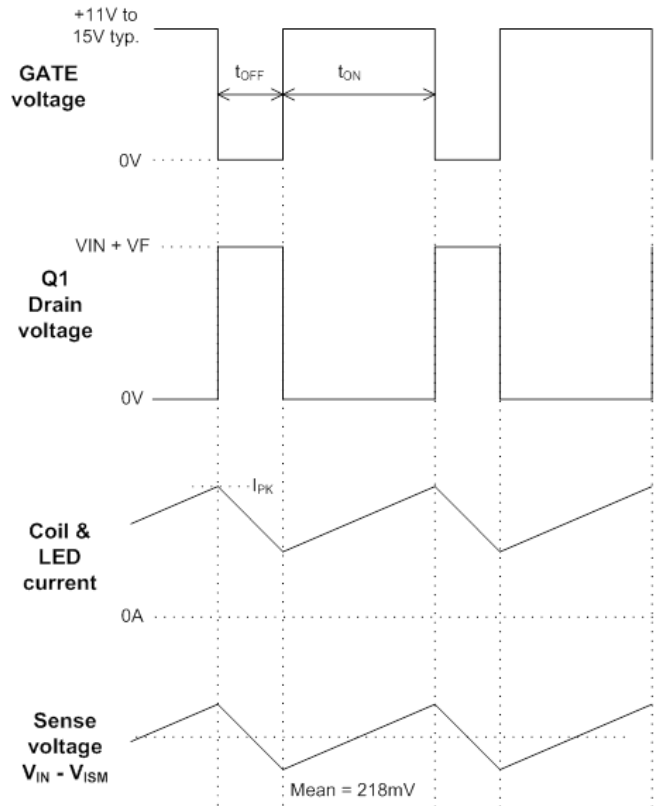 +11V to
15V typ.
GATE
voltage
tOFF
tON
0V
VIN + VF
Q1
Drain
voltage
0V
IPK
Coil &
LED
current
0A
Sense
voltage
VIN - VISM
Mean = 218mV